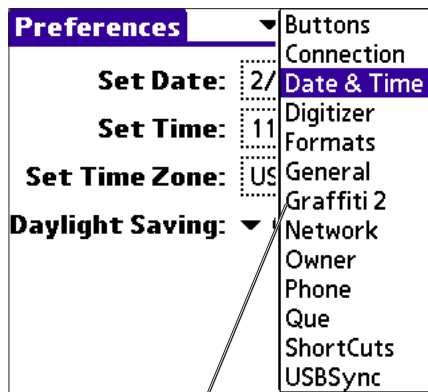 Preferences
Set Date: 2/
Set Time: 11
Set Time Zone: US
Daylight Saving:
Buttons
Connection
Date & Time
Digitizer
Formats
General
Graffiti 2
Network
Owner
Phone
Que
ShortCuts
USBSync